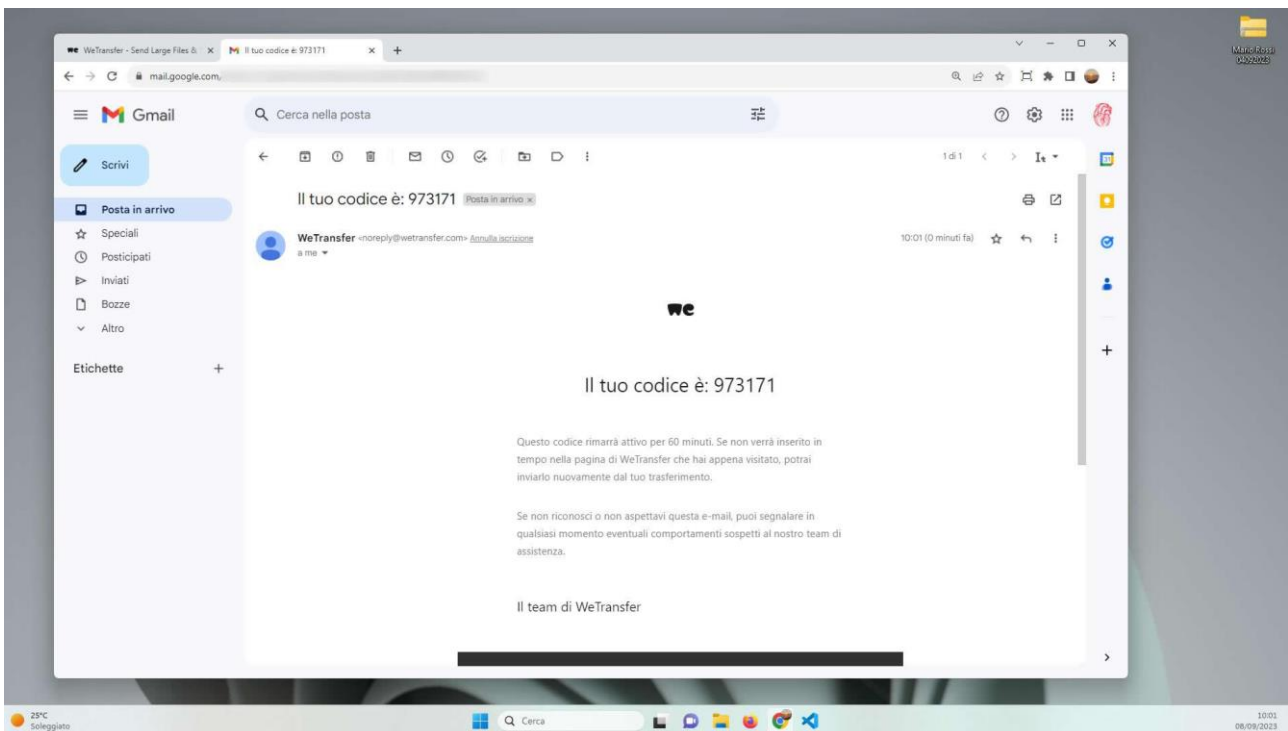 WeTransfer - Send Large Files &
Il tuo codice è: 973171
mail.google.com,
Mario Rossi
04092023
Gmail
Cerca nella posta
Scrivi
1 di 1
Posta in arrivo
Speciali
Posticipati
Inviati
Bozze
Altro
Etichette
Il tuo codice è: 973171 Posta in arrivo x
WeTransfer <noreply@wetransfer.com> Annulla iscrizione
10:01 (0 minuti fa)
a me
we
Il tuo codice è: 973171
Questo codice rimarrà attivo per 60 minuti. Se non verrà inserito in
tempo nella pagina di WeTransfer che hai appena visitato, potrai
inviarlo nuovamente dal tuo trasferimento.
Se non riconosci o non aspettavi questa e-mail, puoi segnalare in
qualsiasi momento eventuali comportamenti sospetti al nostro team di
assistenza.
Il team di WeTransfer
25°C
Soleggiato
Cerca
10:01
08/09/2023